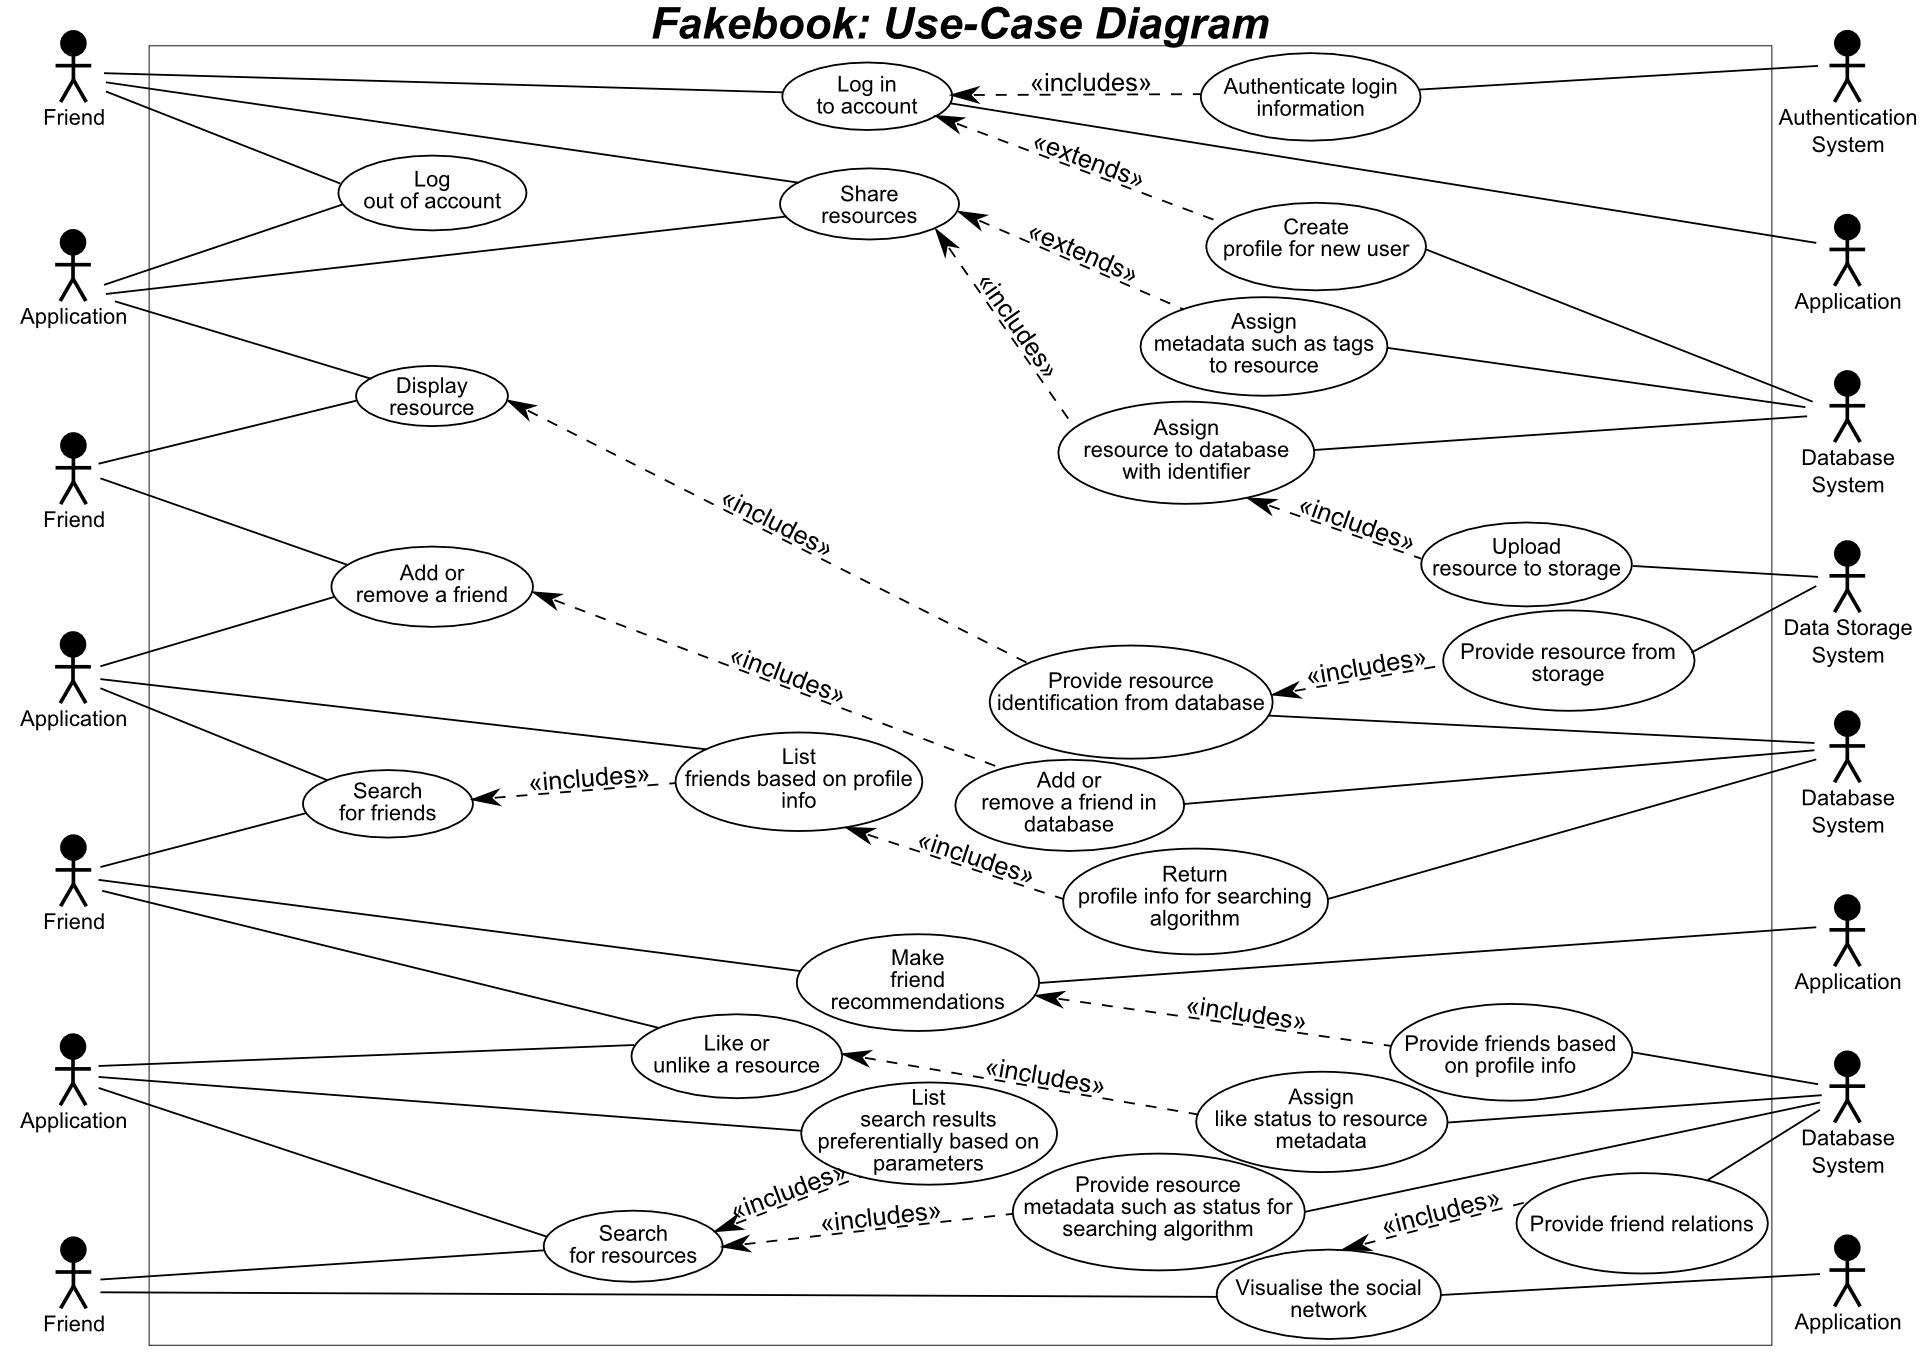 Fakebook: Use-Case Diagram
Friend
Log in
to account
«includes»
Authenticate login
information
Authentication
System
Log
out of account
«extends»
Share
resources
Create
profile for new user
Application
«extends»
Application
«includes»
Assign
metadata such as tags
to resource
Display
resource
Assign
resource to database
with identifier
Database
System
Friend
«includes»
«includes»
Upload
resource to storage
Add or
remove a friend
Data Storage
System
«includes»
Provide resource
identification from database
«includes»
Provide resource from
storage
Application
List
friends based on profile
info
Search
for friends
«includes»
Add or
remove a friend in
database
Database
System
«includes»
Return
profile info for searching
algorithm
Friend
Make
friend
recommendations
Application
«includes»
Provide friends based
on profile info
Like or
unlike a resource
«includes»
Assign
like status to resource
metadata
Application
List
search results
preferentially based on
parameters
Database
System
«includes»
Provide resource
metadata such as status for
searching algorithm
«includes»
«includes»
Provide friend relations
Search
for resources
Visualise the social
network
Friend
Application